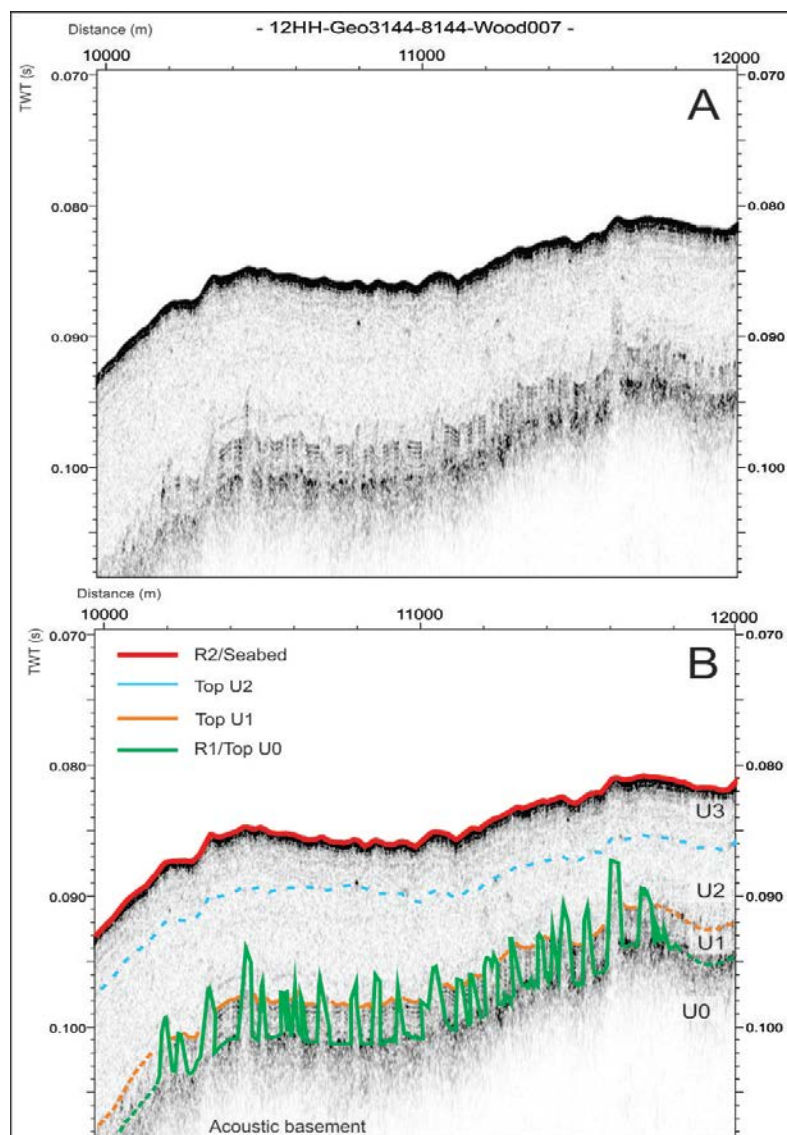 Distance (m) - 12HH-Geo3144-8144-Wood007 -
10000 11000 12000
TWT (s)
0.070 0.070
A
0.080 0.080
0.090 0.090
0.100 0.100
Distance (m)
10000 11000 12000
TWT (s)
0.070 0.070
R2/Seabed
B
Top U2
Top U1
R1/Top U0
0.080 0.080
U3
U2
0.090 0.090
U1
U0
0.100 0.100
Acoustic basement